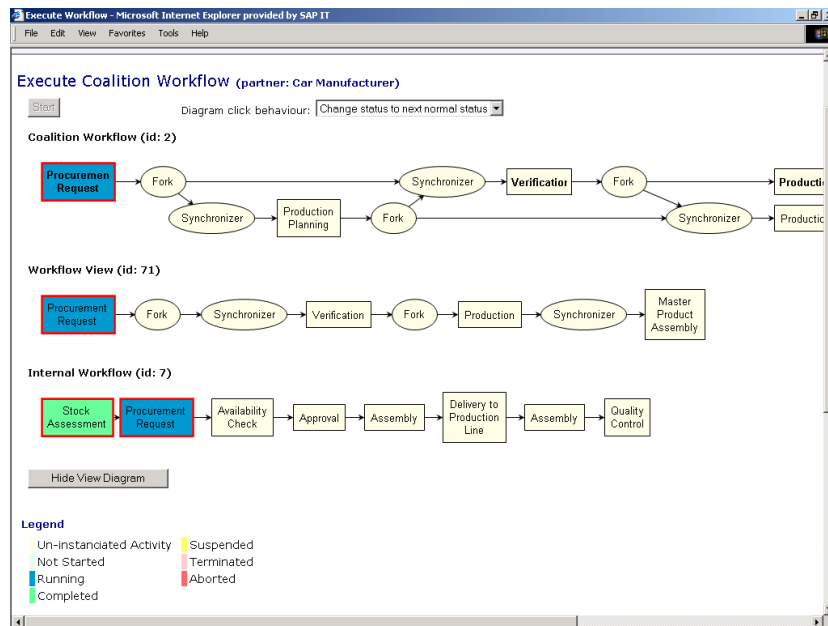 Execute Workflow - Microsoft Internet Explorer provided by SAP IT
File Edit View Favorites Tools Help
Execute Coalition Workflow (partner: Car Manufacturer)
Start
Diagram click behaviour: Change status to next normal status
Coalition Workflow (id: 2)
Procuremen
Request
Fork
Synchronizer
Verification
Fork
Productio
Synchronizer
Production
Planning
Fork
Synchronizer
Production
Workflow View (id: 71)
Procurement
Request
Fork
Synchronizer
Verification
Fork
Production
Synchronizer
Master
Product
Assembly
Internal Workflow (id: 7)
Stock
Assessment
Procurement
Request
Availability
Check
Approval
Assembly
Delivery to
Production
Line
Assembly
Quality
Control
Hide View Diagram
Legend
Un-instanciated Activity
Suspended
Not Started
Terminated
Running
Aborted
Completed